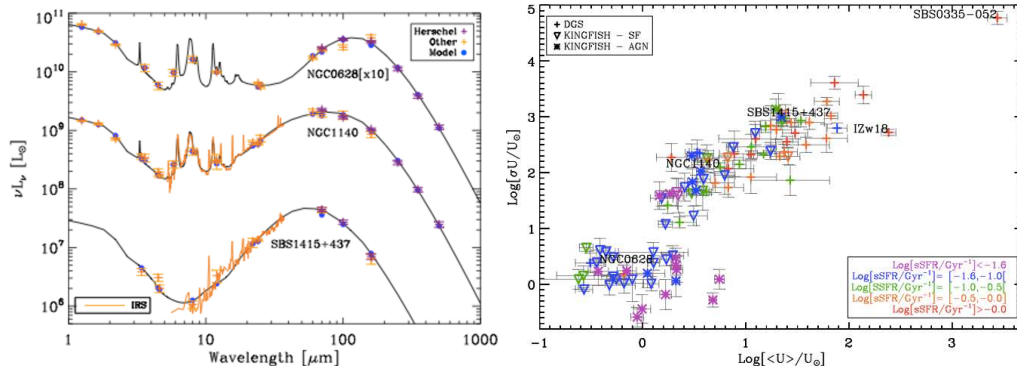 10^11
10^10
10^9
10^8
10^7
10^6
νL_ν [L_⊙]
Herschel
Other
Model
NGC0628[x10]
NGC1140
SBS1415+437
IRS
1
10
100
1000
Wavelength [μm]
5
4
3
2
1
0
Log[σU/U_⊙]
+ DGS
KINGFISH - SF
KINGFISH - AGN
SBS0335-052
SBS1415+437
IZw18
NGC1140
NGC0628
Log[sSFR/Gyr^-1]<-1.6
Log[sSFR/Gyr^-1]= [-1.6,-1.0[
Log[sSFR/Gyr^-1]= [-1.0,-0.5[
Log[sSFR/Gyr^-1]= [-0.5,-0.0[
Log[sSFR/Gyr^-1]>-0.0
-1
0
1
2
3
Log[<U>/U_⊙]